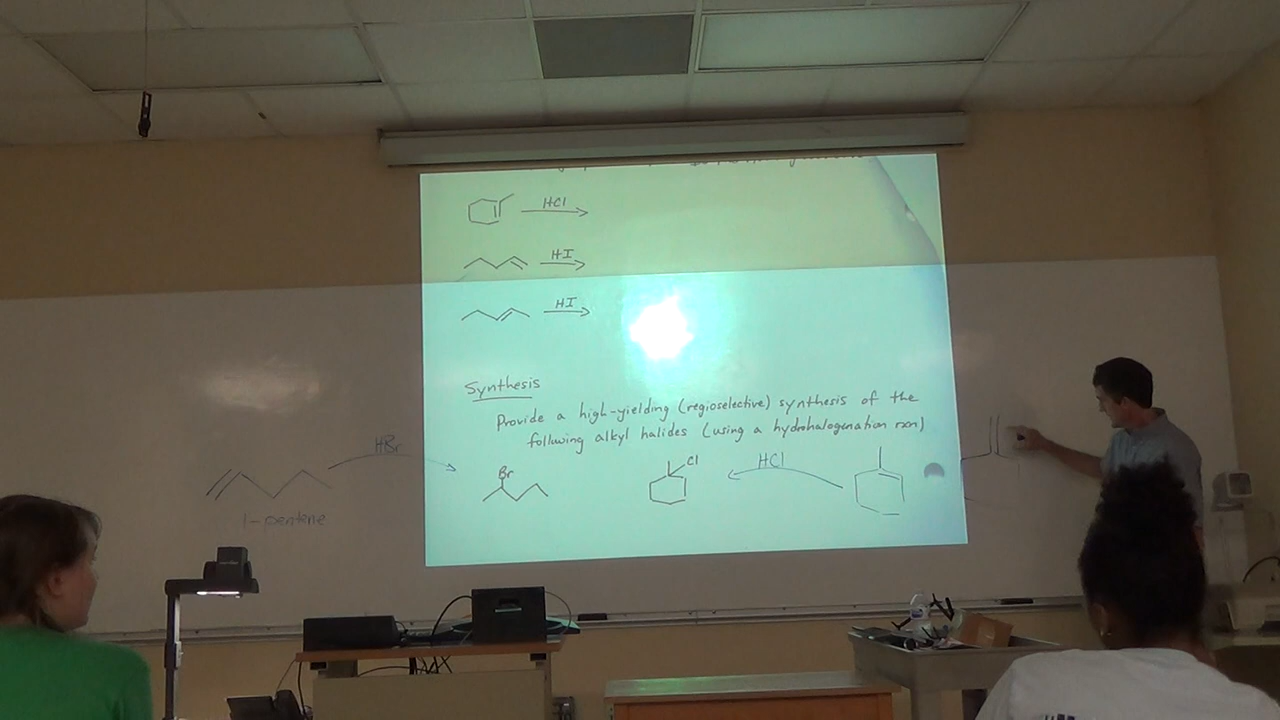 HCl
HI
HI
Synthesis
Provide a high-yielding (regioselective) synthesis of the
following alkyl halides (using a hydrohalogenation rxn)
HBr
Br
Cl
HCl
1-pentene